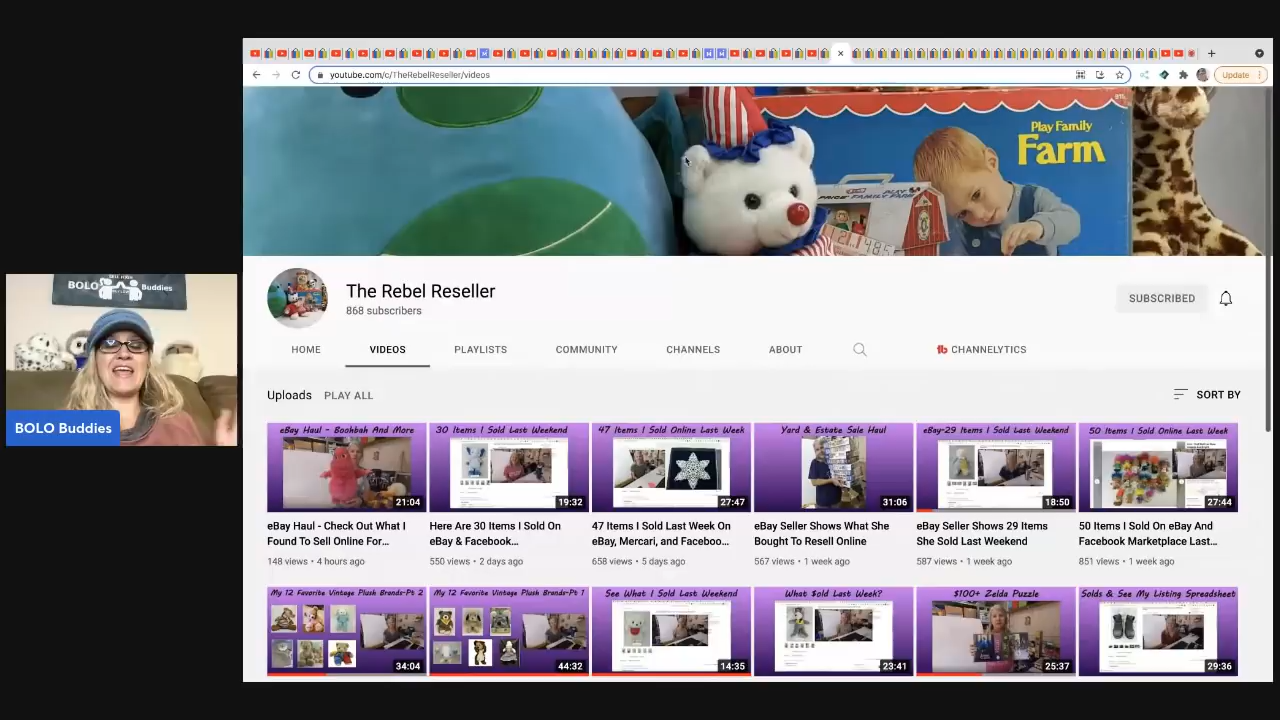 youtube.com/c/TheRebelReseller/videos
Update
Play Family
Farm
915
PLAY
PRICE FAMILY FARM
BOLO Buddies
BOLO Buddies
The Rebel Reseller
868 subscribers
SUBSCRIBED
HOME
VIDEOS
PLAYLISTS
COMMUNITY
CHANNELS
ABOUT
CHANNELYTICS
Uploads
PLAY ALL
SORT BY
eBay Haul - Boohbah And More
30 Items I Sold Last Weekend
47 Items I Sold Online Last Week
Yard & Estate Sale Haul
eBay-29 Items I Sold Last Weekend
50 Items I Sold Online Last Week
21:04
19:32
27:47
31:06
18:50
27:44
eBay Haul - Check Out What I
Found To Sell Online For...
148 views • 4 hours ago
Here Are 30 Items I Sold On
eBay & Facebook...
550 views • 2 days ago
47 Items I Sold Last Week On
eBay, Mercari, and Faceboo...
658 views • 5 days ago
eBay Seller Shows What She
Bought To Resell Online
567 views • 1 week ago
eBay Seller Shows 29 Items
She Sold Last Weekend
587 views • 1 week ago
50 Items I Sold On eBay And
Facebook Marketplace Last...
851 views • 1 week ago
My 12 Favorite Vintage Plush Brands-Pt 2
My 12 Favorite Vintage Plush Brands-Pt 1
See What I Sold Last Weekend
What $old Last Week?
$100+ Zelda Puzzle
Solds & See My Listing Spreadsheet
34:04
44:32
14:35
23:41
25:37
29:36